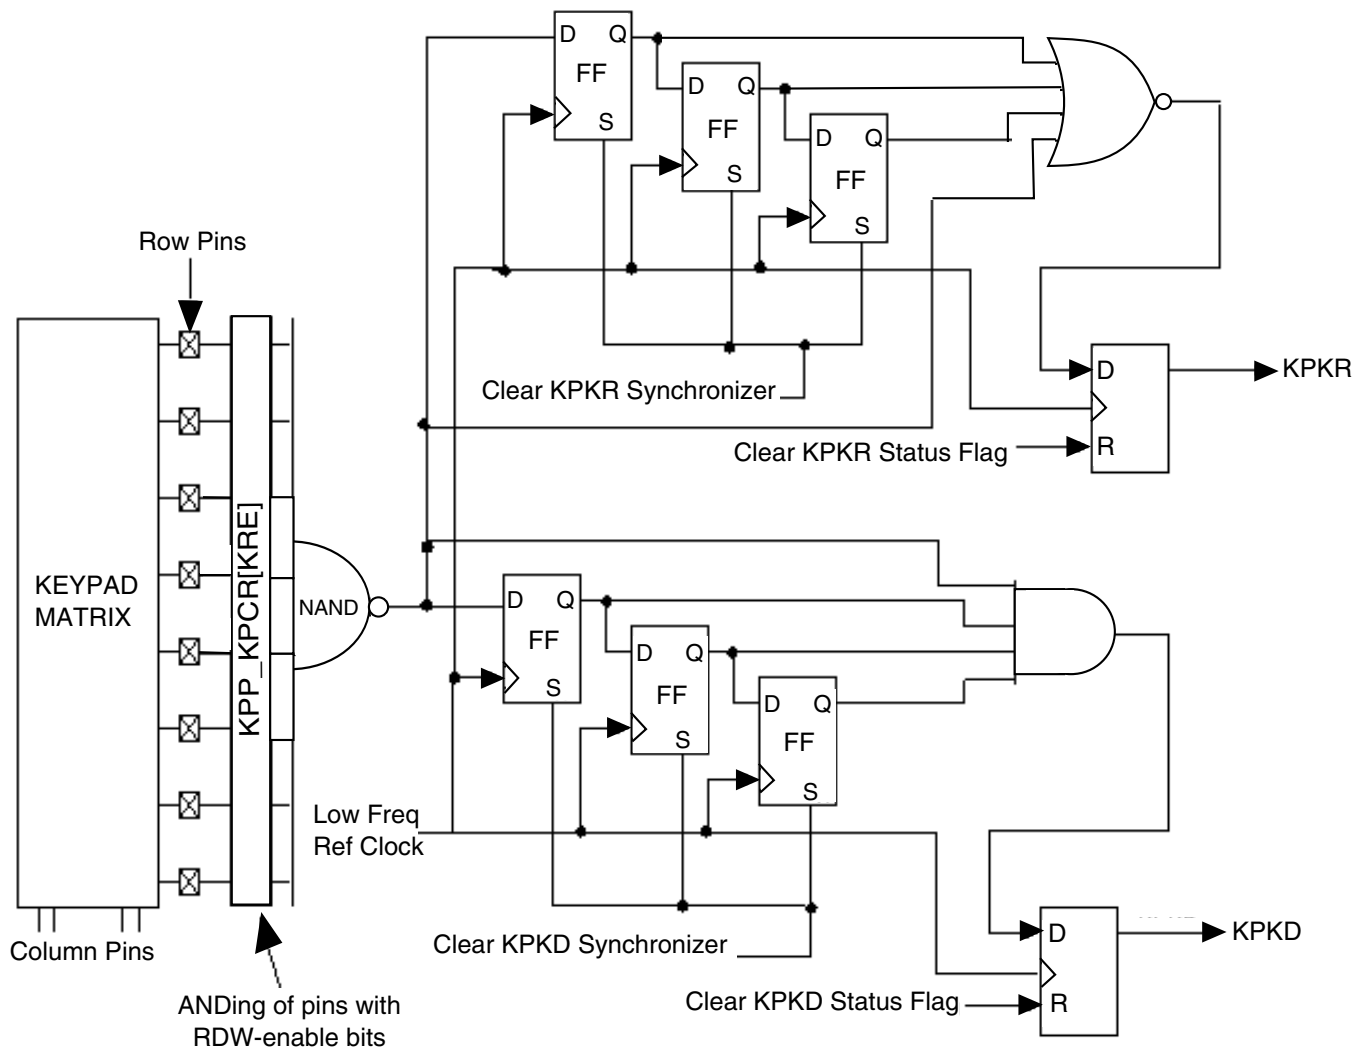 D Q
FF
S
D Q
FF
S
D Q
FF
S
Row Pins
Clear KPKR Synchronizer
D
R
KPKR
Clear KPKR Status Flag
KEYPAD
MATRIX
KPP_KPCR[KRE]
NAND
D Q
FF
S
D Q
FF
S
D Q
FF
S
Low Freq
Ref Clock
Column Pins
Clear KPKD Synchronizer
D
R
KPKD
Clear KPKD Status Flag
ANDing of pins with
RDW-enable bits